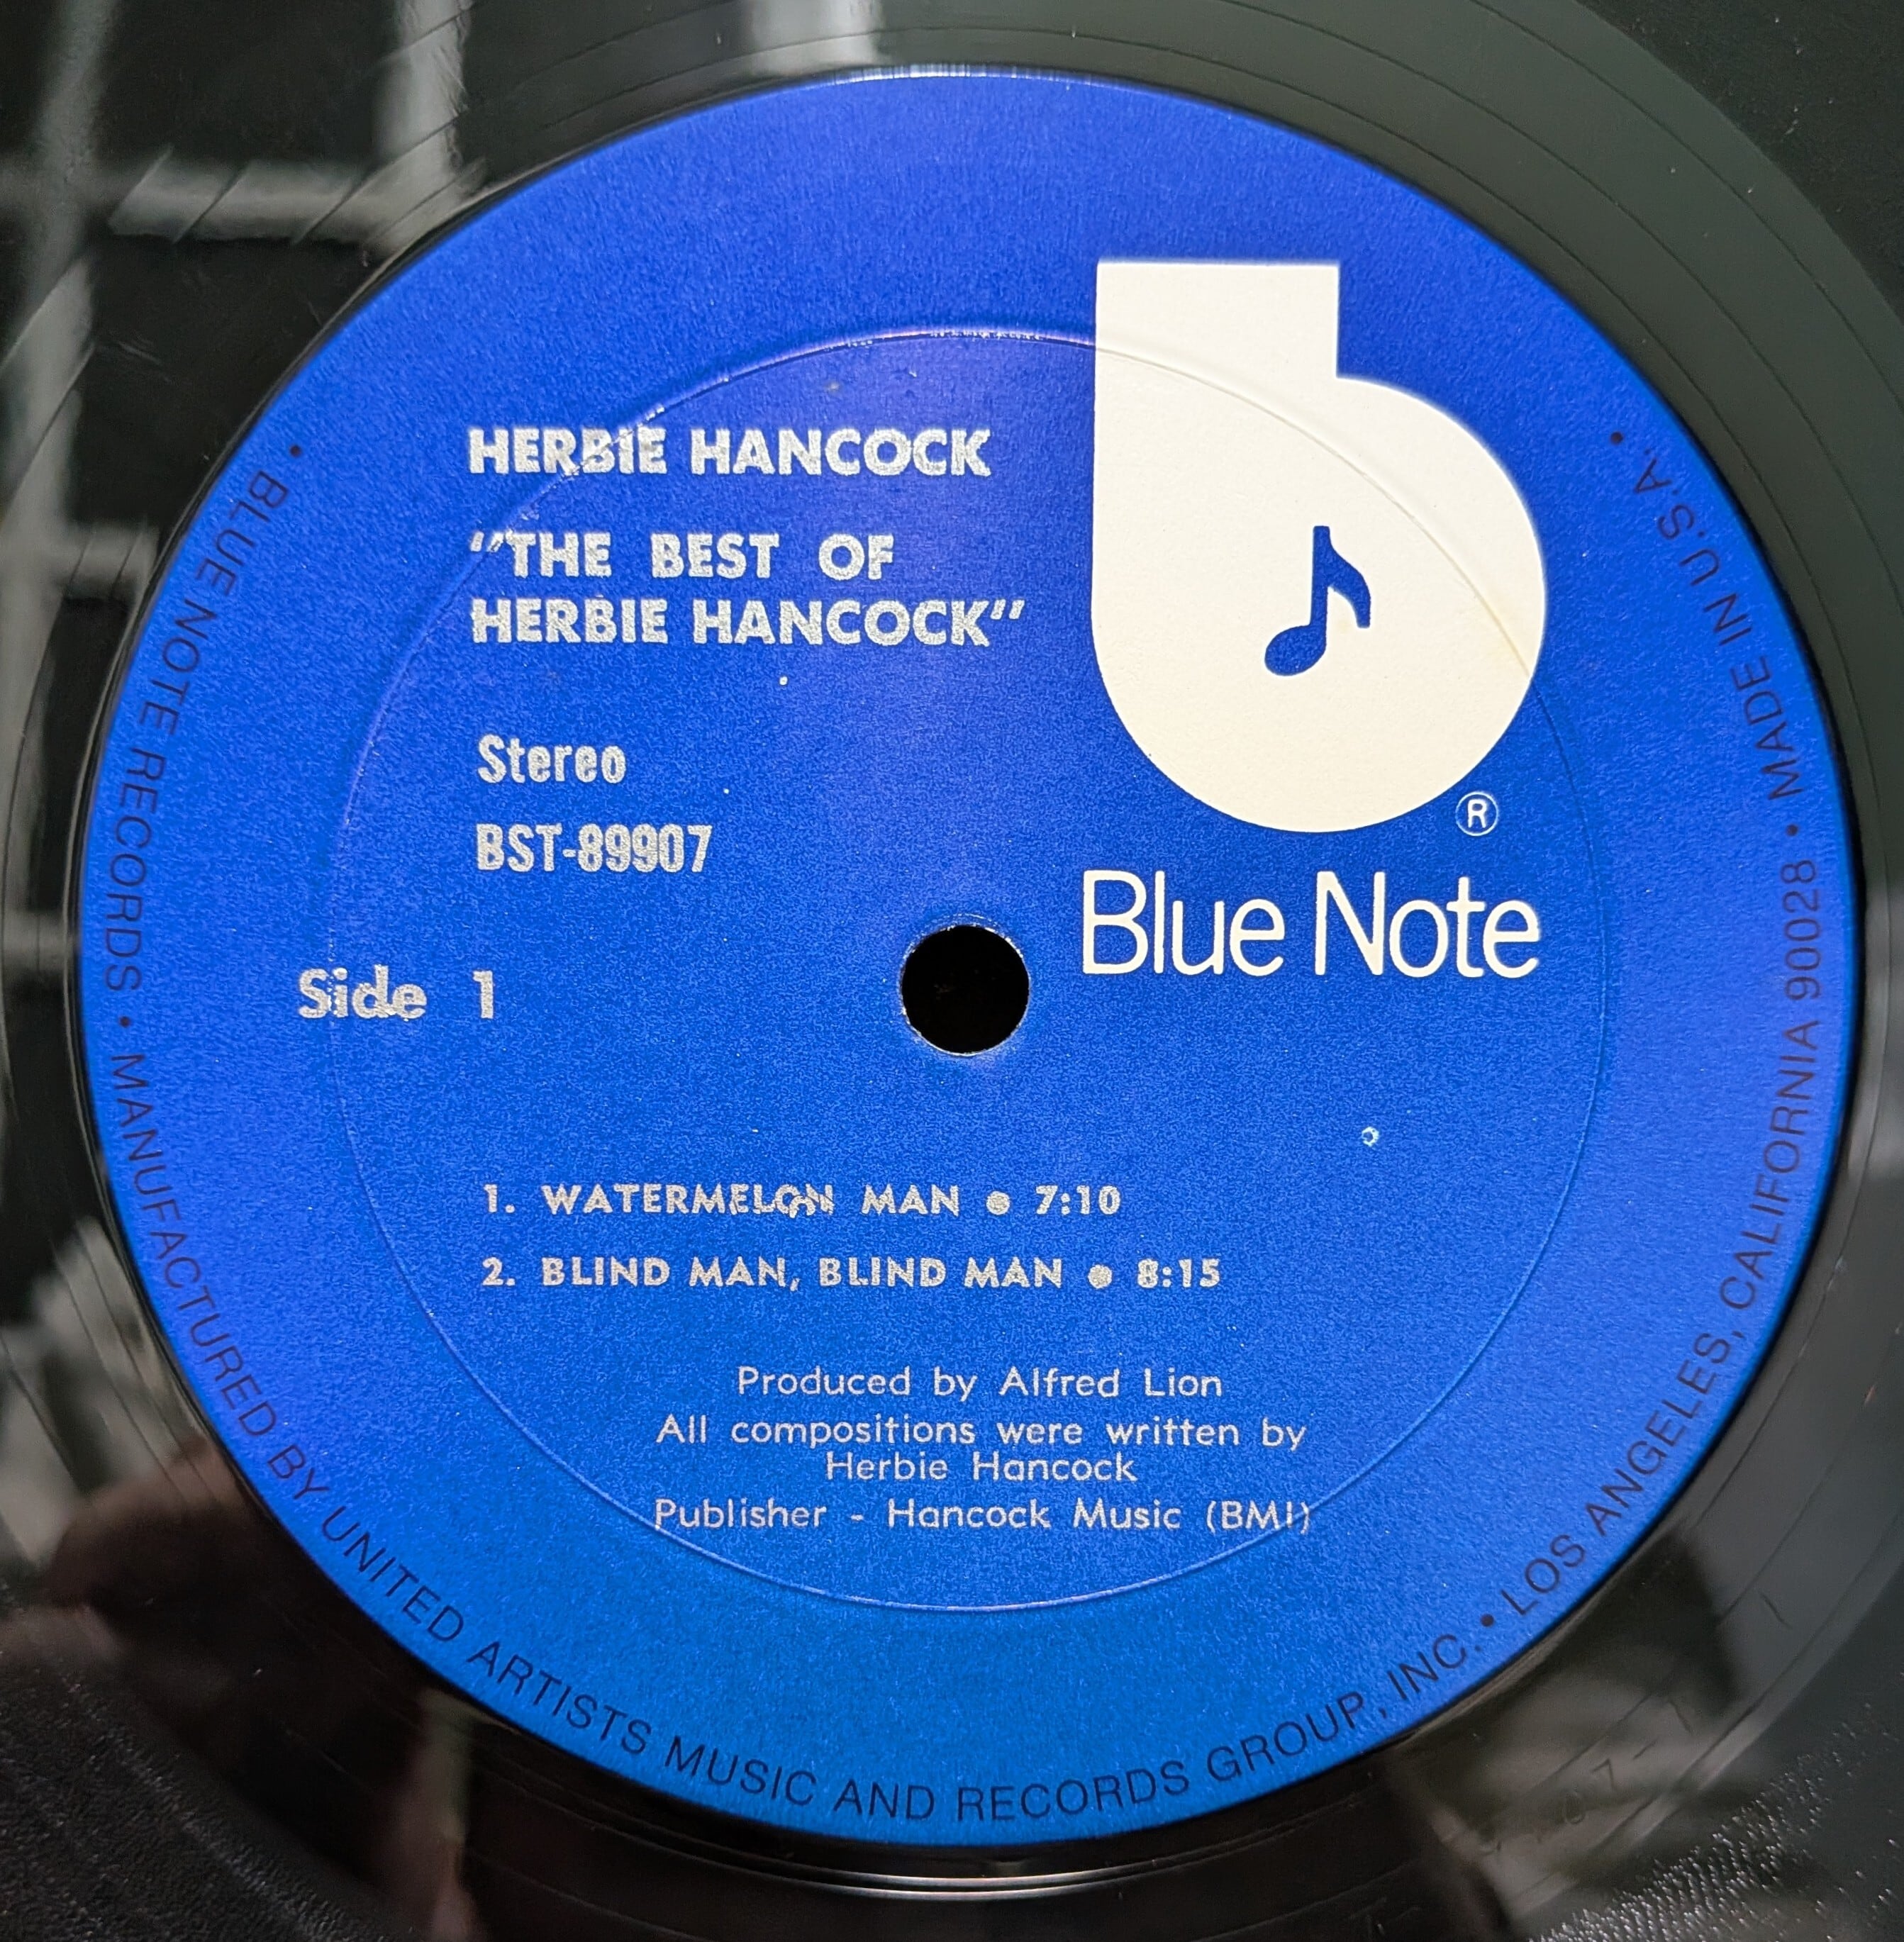 HERBIE HANCOCK
"THE BEST OF
HERBIE HANCOCK"
Stereo
BST-89907
®
Blue Note
Side 1
1. WATERMELON MAN ● 7:10
2. BLIND MAN, BLIND MAN ● 8:15
Produced by Alfred Lion
All compositions were written by
Herbie Hancock
Publisher - Hancock Music (BMI)
• BLUE NOTE RECORDS • MANUFACTURED BY UNITED ARTISTS MUSIC AND RECORDS GROUP, INC. • LOS ANGELES, CALIFORNIA 90028 • MADE IN U.S.A. •